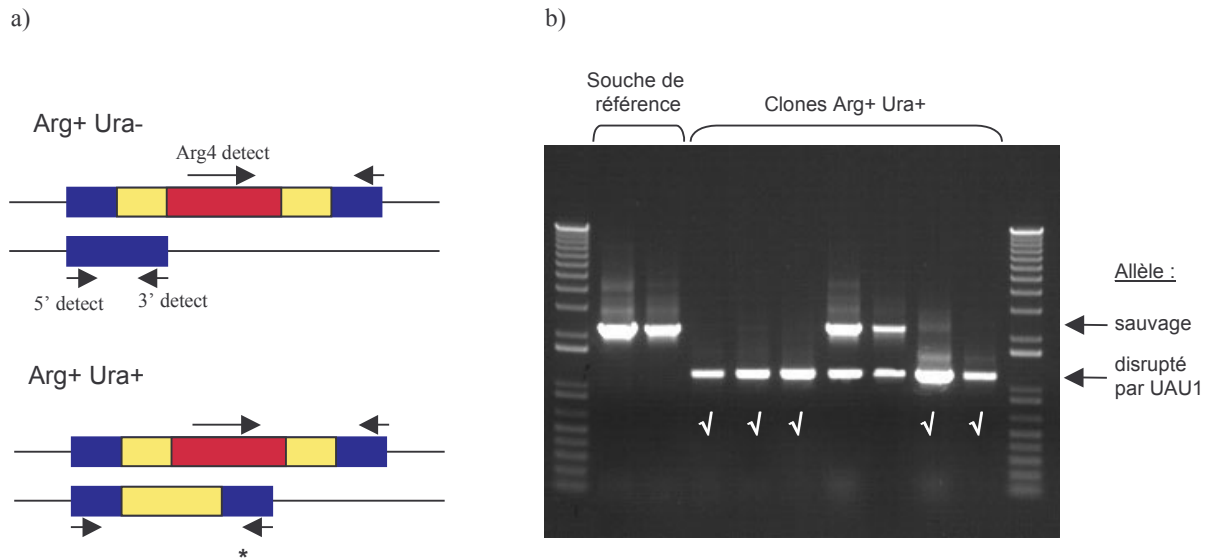 a)
Arg+ Ura-
Arg4 detect
5’ detect
3’ detect
Arg+ Ura+
*
b)
Souche de
référence
Clones Arg+ Ura+
Allèle :
sauvage
disrupté
par UAU1
√ √ √ √ √